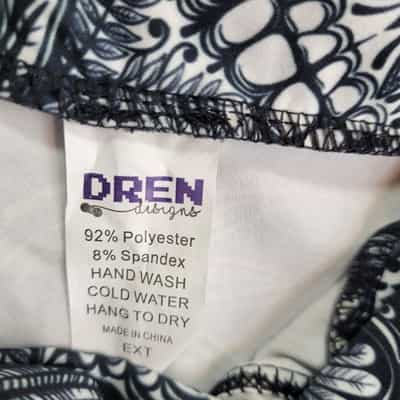 DREN
designs
92% Polyester
8% Spandex
HAND WASH
COLD WATER
HANG TO DRY
MADE IN CHINA
EXT